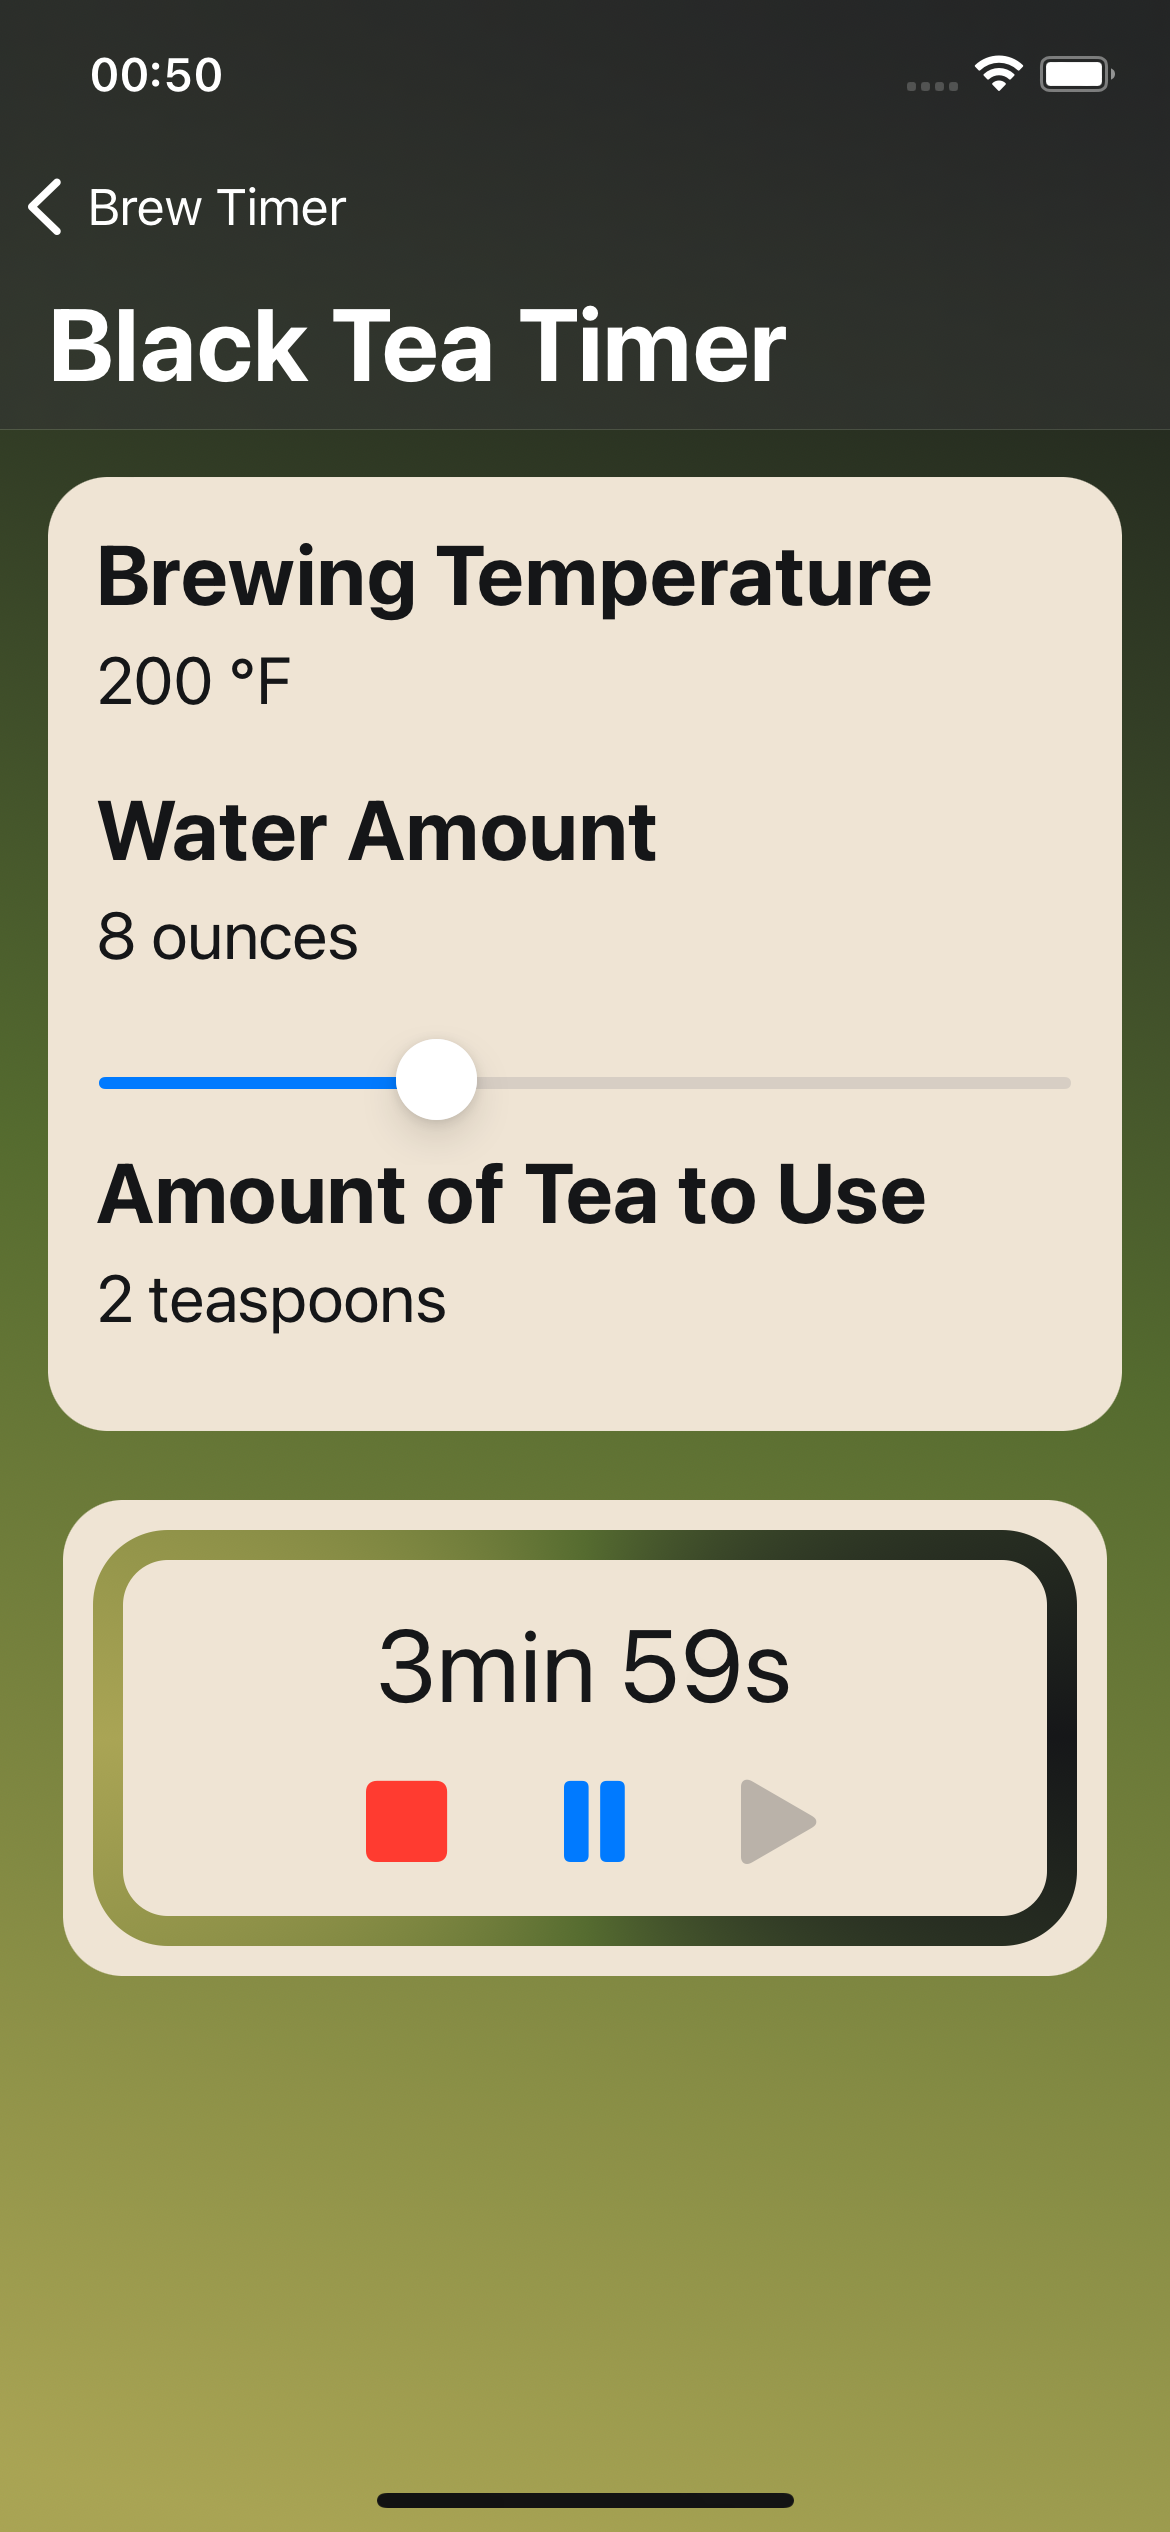 00:50
Brew Timer
Black Tea Timer
Brewing Temperature
200 °F
Water Amount
8 ounces
Amount of Tea to Use
2 teaspoons
3min 59s